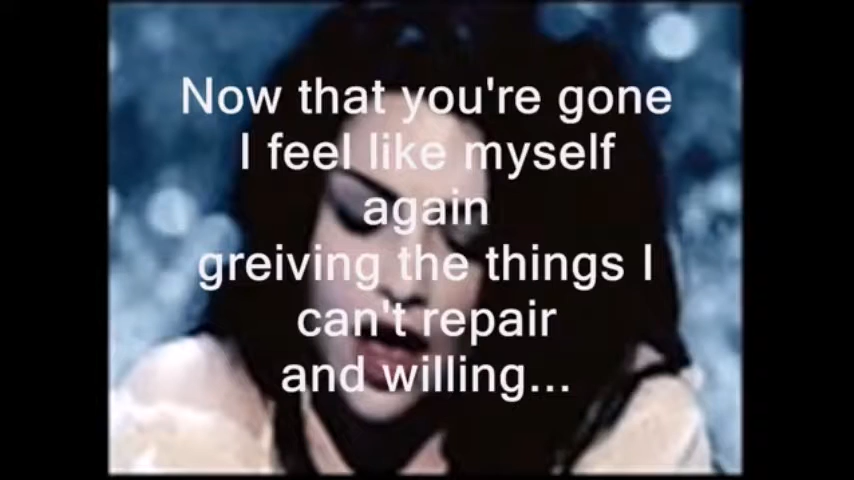 Now that you're gone
I feel like myself
again
greiving the things I
can't repair
and willing...